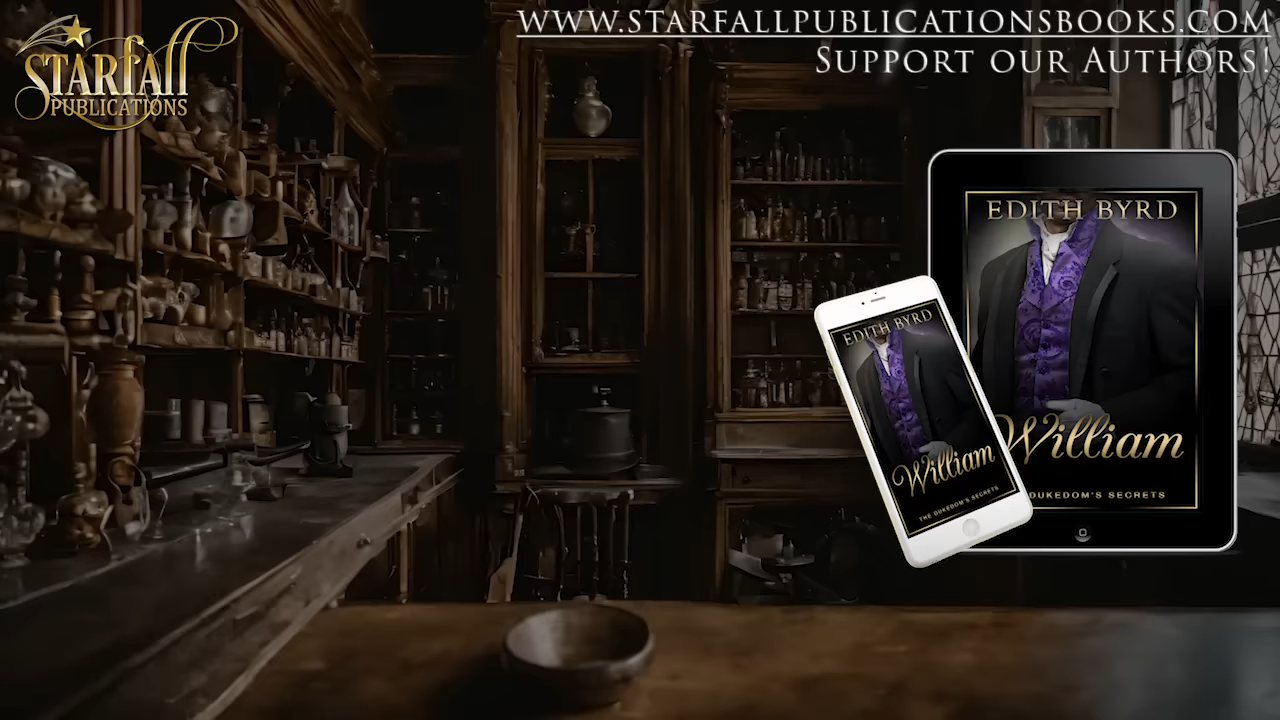 STARfall
PUBLICATIONS
WWW.STARFALLPUBLICATIONSBOOKS.COM
SUPPORT OUR AUTHORS!
EDITH BYRD
William
DUKEDOM'S SECRETS
EDITH BYRD
William
THE DUKEDOM'S SECRETS